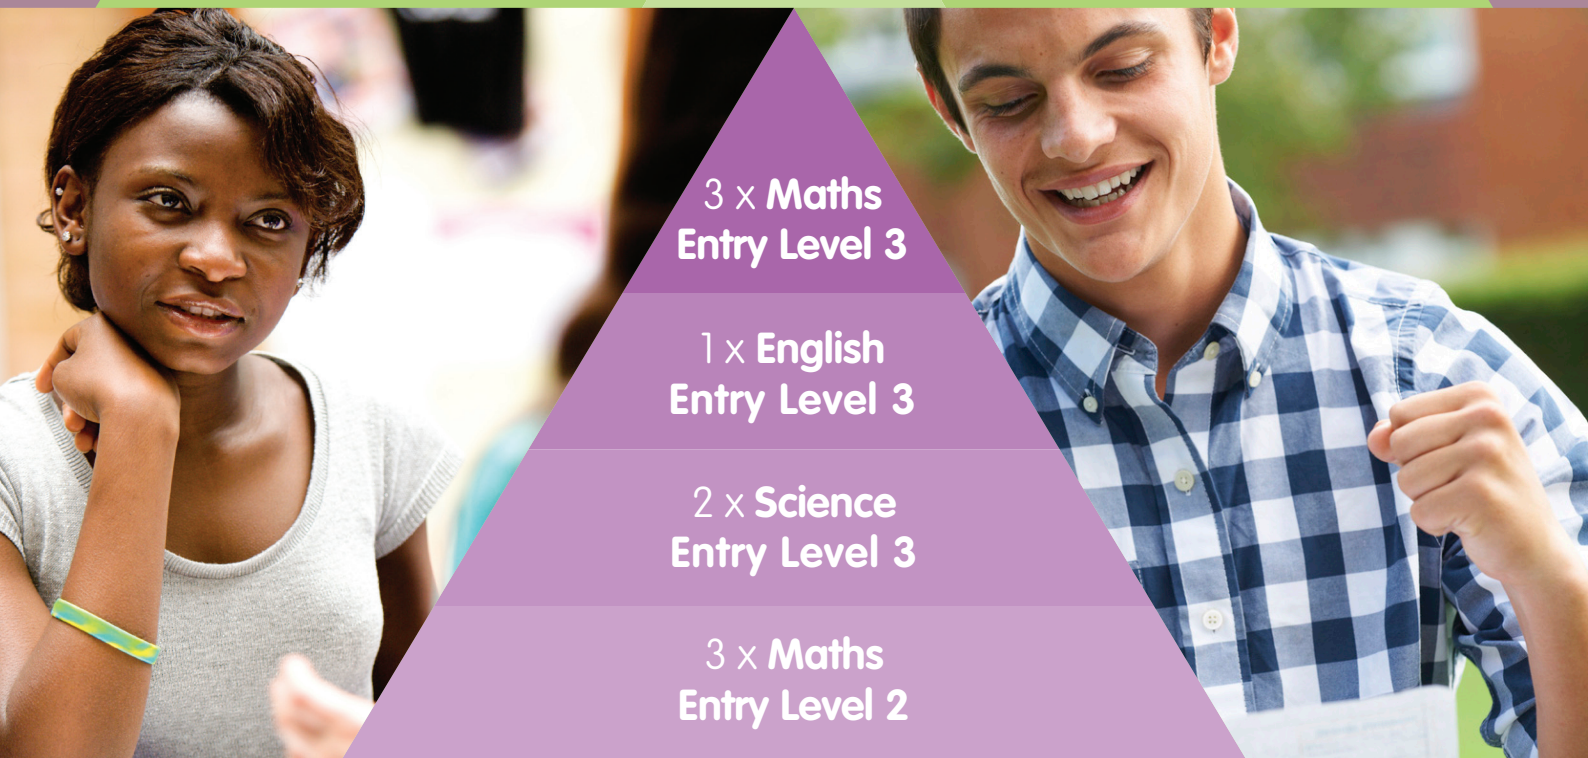 3 x Maths
Entry Level 3
1 x English
Entry Level 3
2 x Science
Entry Level 3
3 x Maths
Entry Level 2